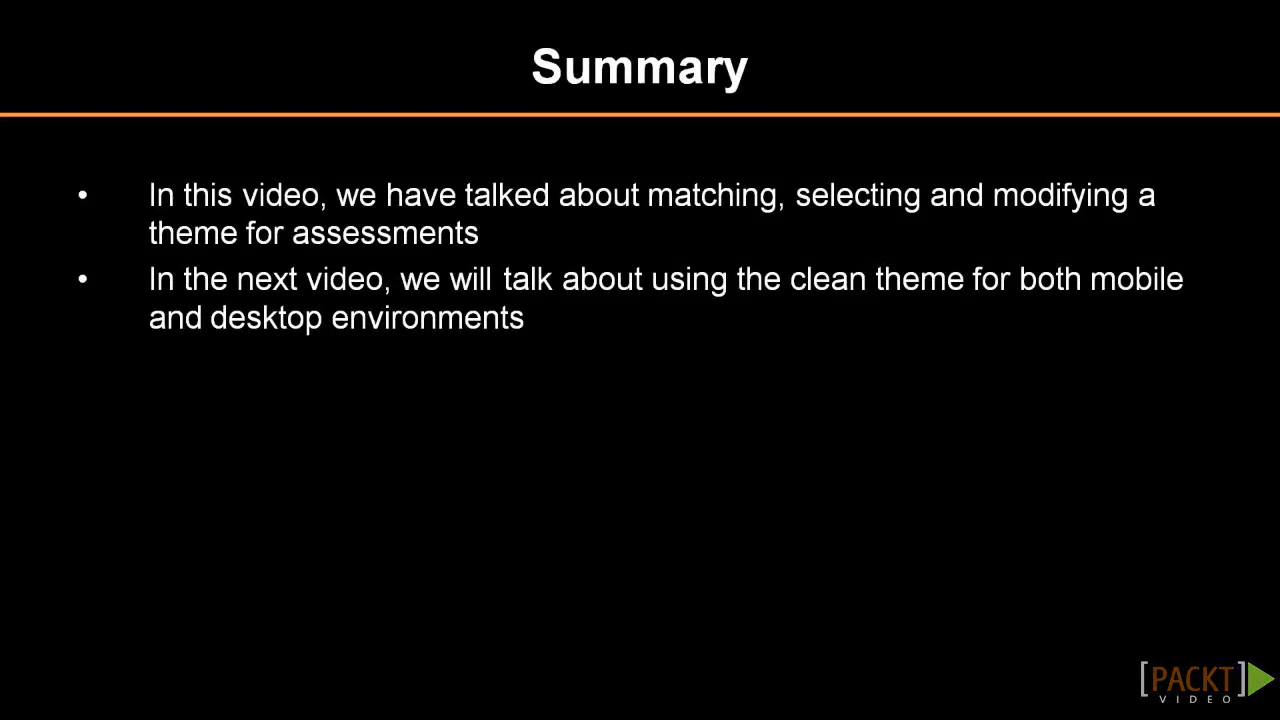 Summary
• In this video, we have talked about matching, selecting and modifying a
theme for assessments
• In the next video, we will talk about using the clean theme for both mobile
and desktop environments
[PACKT]
VIDEO